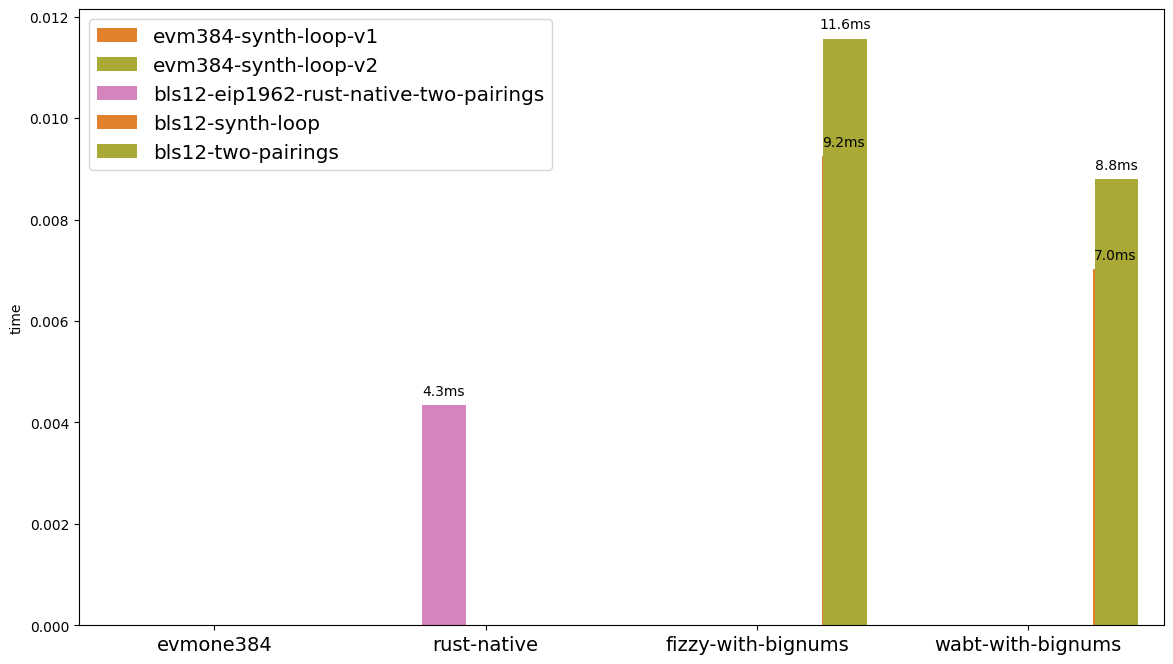 0.012
0.010
0.008
0.006
0.004
0.002
0.000
time
evm384-synth-loop-v1
evm384-synth-loop-v2
bls12-eip1962-rust-native-two-pairings
bls12-synth-loop
bls12-two-pairings
4.3ms
11.6ms
9.2ms
8.8ms
7.0ms
evmone384 rust-native fizzy-with-bignums wabt-with-bignums